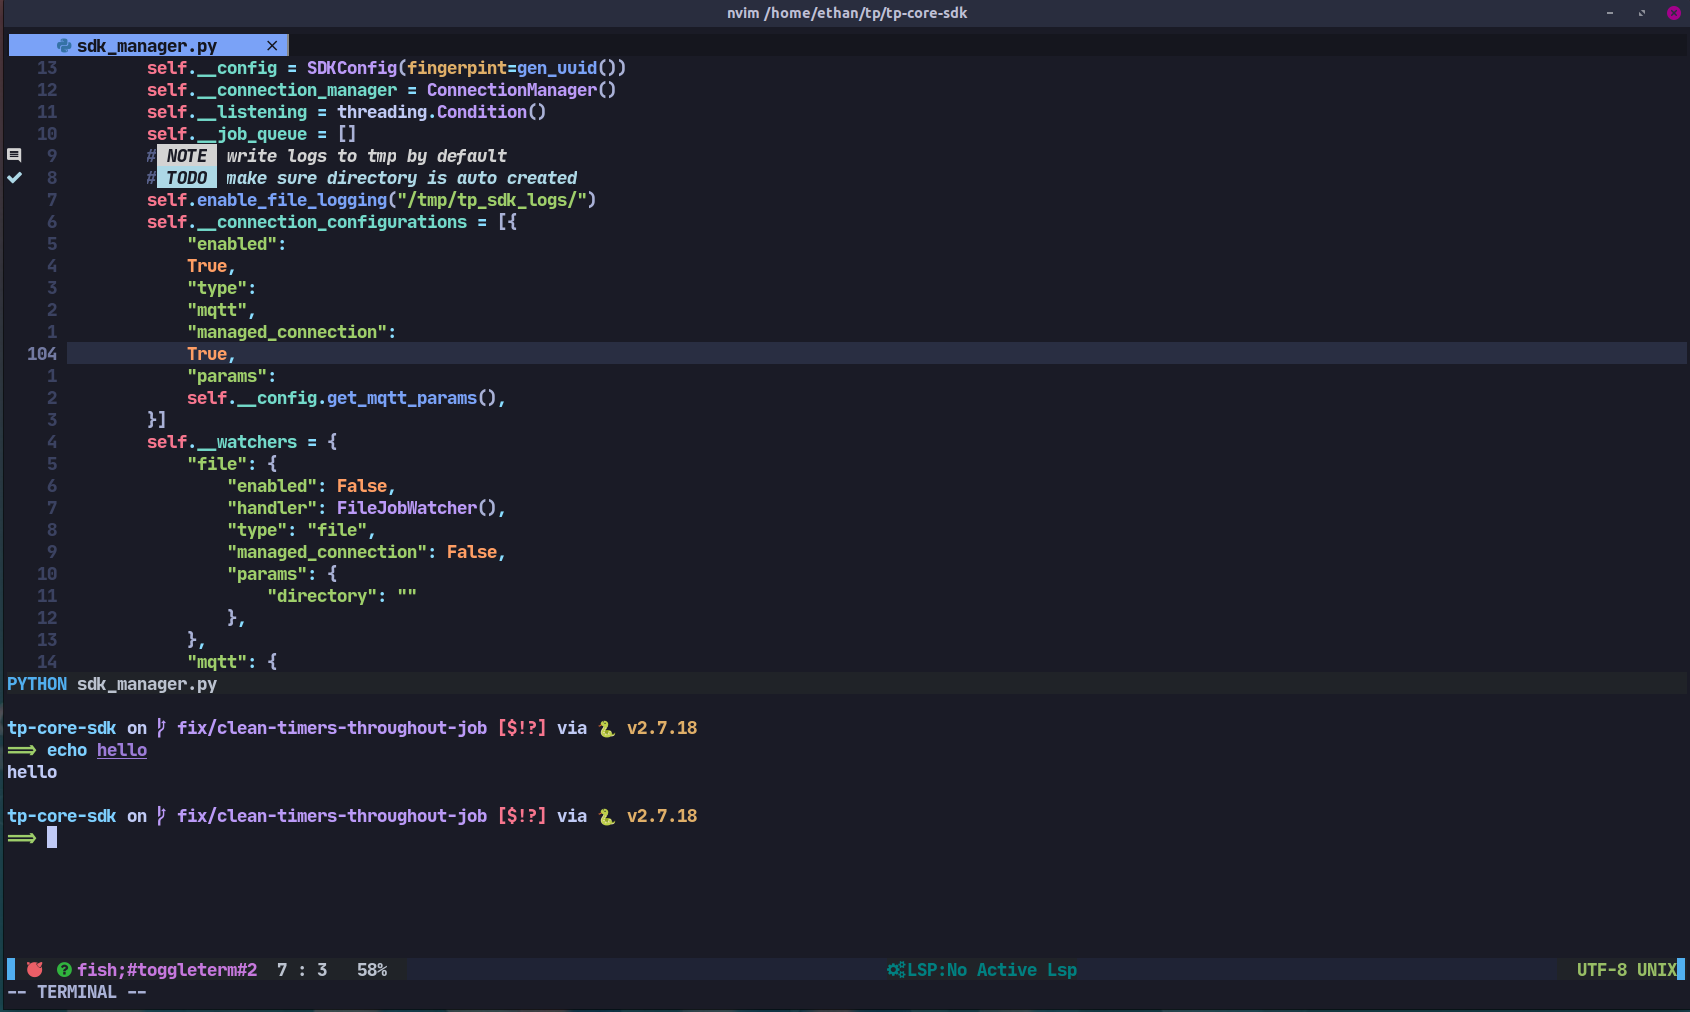 nvim /home/ethan/tp/tp-core-sdk
sdk_manager.py ×
13 self.__config = SDKConfig(fingerpint=gen_uuid())
12 self.__connection_manager = ConnectionManager()
11 self.__listening = threading.Condition()
10 self.__job_queue = []
9 # NOTE write logs to tmp by default
8 # TODO make sure directory is auto created
7 self.enable_file_logging("/tmp/tp_sdk_logs/")
6 self.__connection_configurations = [{
5 "enabled":
4 True,
3 "type":
2 "mqtt",
1 "managed_connection":
104 True,
1 "params":
2 self.__config.get_mqtt_params(),
3 }]
4 self.__watchers = {
5 "file": {
6 "enabled": False,
7 "handler": FileJobWatcher(),
8 "type": "file",
9 "managed_connection": False,
10 "params": {
11 "directory": ""
12 },
13 },
14 "mqtt": {
PYTHON sdk_manager.py
tp-core-sdk on fix/clean-timers-throughout-job [$!?] via 🐍 v2.7.18
⟹ echo hello
hello
tp-core-sdk on fix/clean-timers-throughout-job [$!?] via 🐍 v2.7.18
⟹
fish;#toggleterm#2 7 : 3 58% LSP:No Active Lsp UTF-8 UNIX
-- TERMINAL --